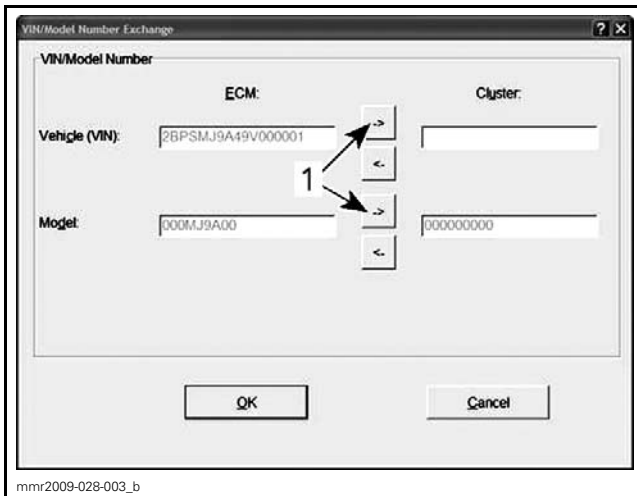 VIN/Model Number Exchange ? X
VIN/Model Number
ECM: Cluster:
Vehicle (VIN): 2BPSMJ9A49V000001 ->
1 <-
Model: 000MJ9A00 -> 000000000
<-
OK Cancel
mmr2009-028-003_b